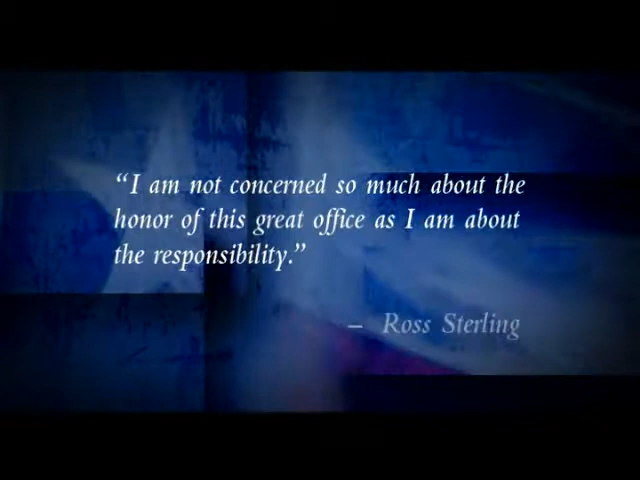 “I am not concerned so much about the
honor of this great office as I am about
the responsibility.”
– Ross Sterling